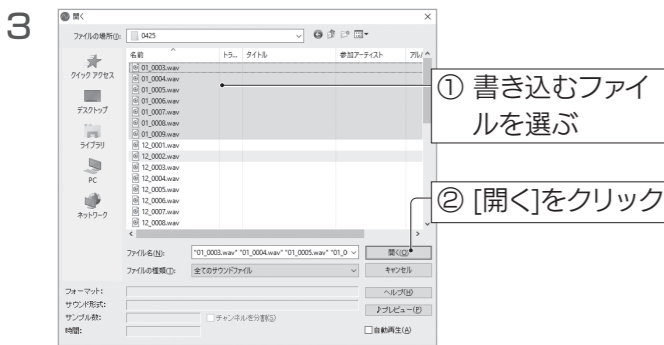 3
開く
ファイルの場所(I):
0425
名前
トラ...
タイトル
参加アーティスト
アル
クイック アクセス
デスクトップ
ライブラリ
PC
ネットワーク
01_0003.wav
01_0004.wav
01_0005.wav
01_0006.wav
01_0007.wav
01_0008.wav
01_0009.wav
12_0001.wav
12_0002.wav
12_0003.wav
12_0004.wav
12_0005.wav
12_0006.wav
12_0007.wav
12_0008.wav
ファイル名(N):
"01_0003.wav" "01_0004.wav" "01_0005.wav" "01_0
開く(O)
ファイルの種類(T):
全てのサウンドファイル
キャンセル
フォーマット:
ヘルプ(H)
サウンド形式:
プレビュー(P)
サンプル数:
チャンネルを分割(S)
時間:
自動再生(A)
① 書き込むファイ
ルを選ぶ
② [開く]をクリック